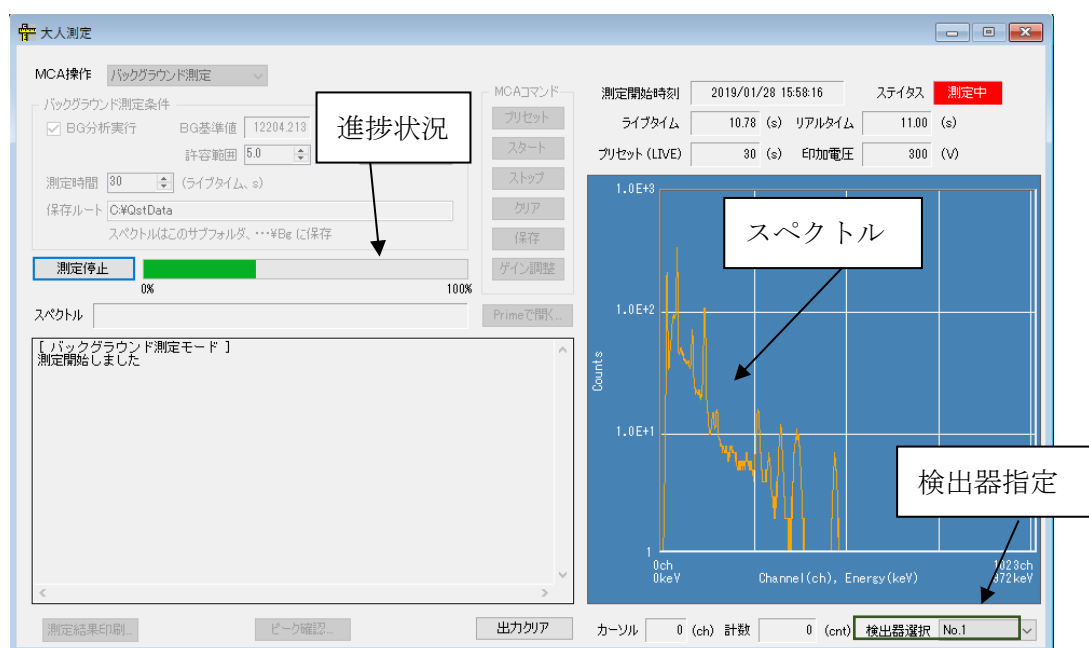 大人測定
MCA操作 バックグラウンド測定
バックグラウンド測定条件
BG分析実行 BG基準値 12204.213
許容範囲 5.0
測定時間 30 (ライブタイム、s)
保存ルート C:¥QstData
スペクトルはこのサブフォルダ、・・・¥Bg に保存
進捗状況
測定停止
0% 100%
スペクトル
[ バックグラウンド測定モード ]
測定開始しました
測定結果印刷...
ピーク確認...
出力クリア
MCAコマンド
プリセット
スタート
ストップ
クリア
保存
ゲイン調整
Primeで開く...
測定開始時刻 2019/01/28 15:58:16 ステイタス 測定中
ライブタイム 10.78 (s) リアルタイム 11.00 (s)
プリセット(LIVE) 30 (s) 印加電圧 300 (V)
1.0E+3
スペクトル
1.0E+2
Counts
1.0E+1
検出器指定
1
0ch 1023ch
0keV Channel(ch), Energy(keV) 972keV
カーソル 0 (ch) 計数 0 (cnt) 検出器選択 No.1